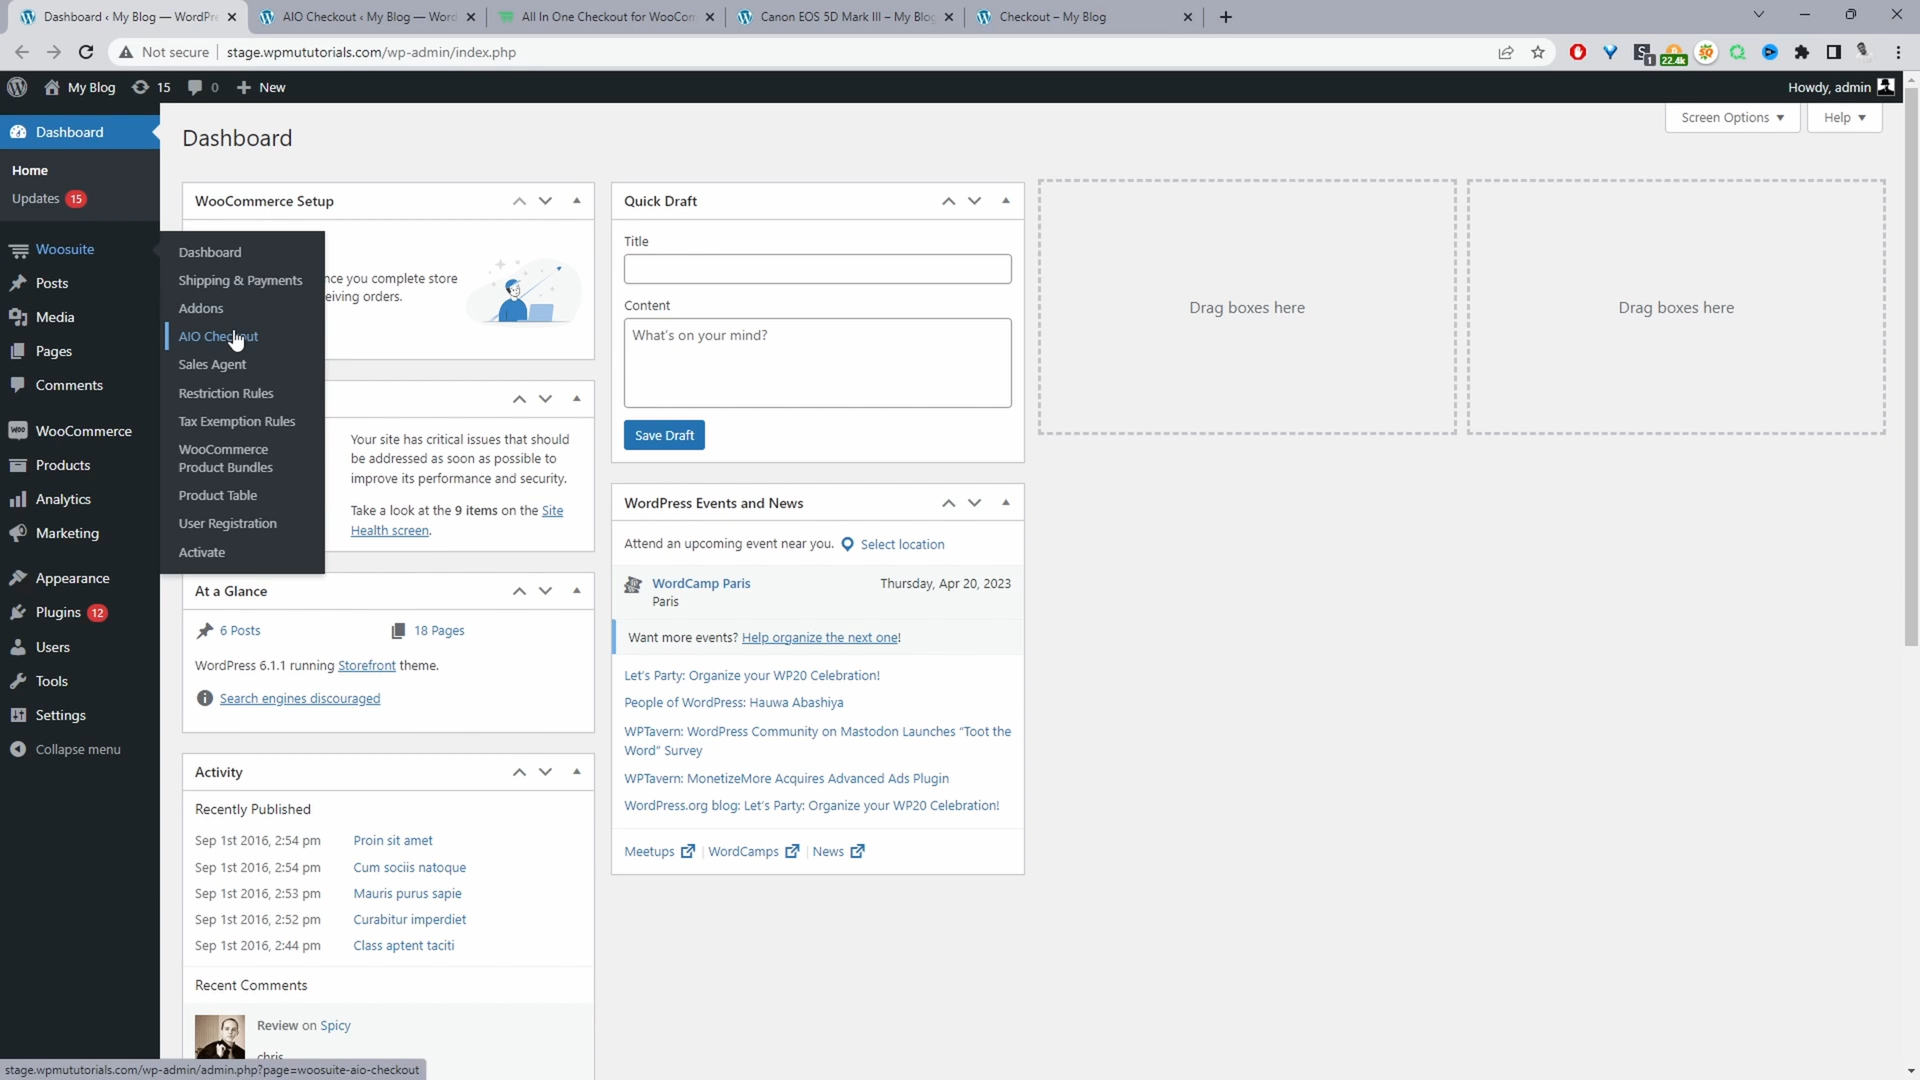 Dashboard ‹ My Blog — WordPre
AIO Checkout ‹ My Blog — Word
All In One Checkout for WooCom
Canon EOS 5D Mark III – My Blog
Checkout – My Blog
Not secure
stage.wpmututorials.com/wp-admin/index.php
1
22.4k
My Blog
15
0
New
Howdy, admin
Dashboard
Home
Updates 15
Woosuite
Posts
Media
Pages
Comments
WooCommerce
Products
Analytics
Marketing
Appearance
Plugins 12
Users
Tools
Settings
Collapse menu
Dashboard
Shipping & Payments
Addons
AIO Checkout
Sales Agent
Restriction Rules
Tax Exemption Rules
WooCommerce
Product Bundles
Product Table
User Registration
Activate
Dashboard
Screen Options
Help
WooCommerce Setup
nce you complete store
eiving orders.
Your site has critical issues that should
be addressed as soon as possible to
improve its performance and security.
Take a look at the 9 items on the Site
Health screen.
At a Glance
6 Posts
18 Pages
WordPress 6.1.1 running Storefront theme.
Search engines discouraged
Activity
Recently Published
Sep 1st 2016, 2:54 pm Proin sit amet
Sep 1st 2016, 2:54 pm Cum sociis natoque
Sep 1st 2016, 2:53 pm Mauris purus sapie
Sep 1st 2016, 2:52 pm Curabitur imperdiet
Sep 1st 2016, 2:44 pm Class aptent taciti
Recent Comments
Review on Spicy
chris
Quick Draft
Title
Content
What's on your mind?
Save Draft
WordPress Events and News
Attend an upcoming event near you. Select location
WordCamp Paris
Thursday, Apr 20, 2023
Paris
Want more events? Help organize the next one!
Let's Party: Organize your WP20 Celebration!
People of WordPress: Hauwa Abashiya
WPTavern: WordPress Community on Mastodon Launches "Toot the
Word" Survey
WPTavern: MonetizeMore Acquires Advanced Ads Plugin
WordPress.org blog: Let's Party: Organize your WP20 Celebration!
Meetups | WordCamps | News
Drag boxes here
Drag boxes here
stage.wpmututorials.com/wp-admin/admin.php?page=woosuite-aio-checkout